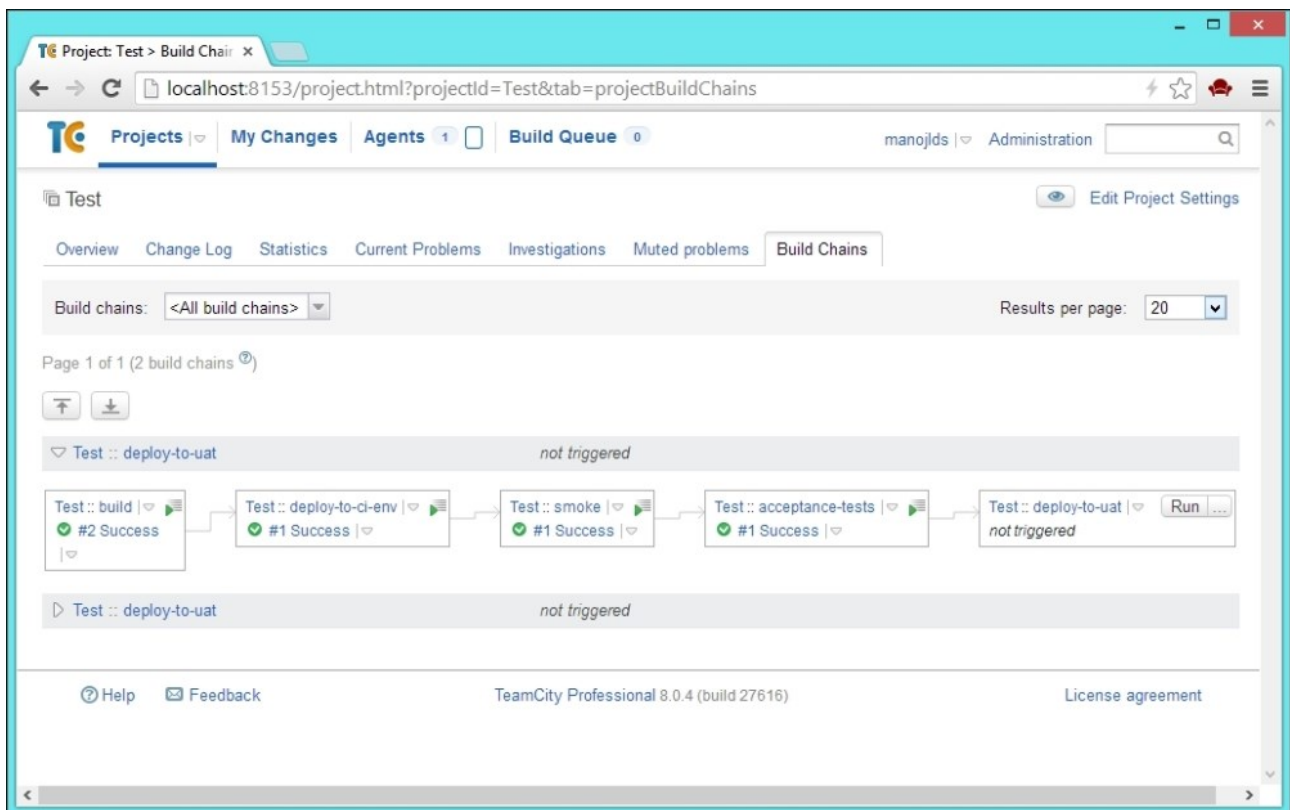 TC Project: Test > Build Chain ×
localhost:8153/project.html?projectId=Test&tab=projectBuildChains
TC Projects My Changes Agents 1 Build Queue 0 manojlds Administration
Test Edit Project Settings
Overview Change Log Statistics Current Problems Investigations Muted problems Build Chains
Build chains: <All build chains> Results per page: 20
Page 1 of 1 (2 build chains ?)
Test :: deploy-to-uat not triggered
Test :: build Test :: deploy-to-ci-env Test :: smoke Test :: acceptance-tests Test :: deploy-to-uat Run ...
#2 Success #1 Success #1 Success #1 Success not triggered
Test :: deploy-to-uat not triggered
? Help Feedback TeamCity Professional 8.0.4 (build 27616) License agreement